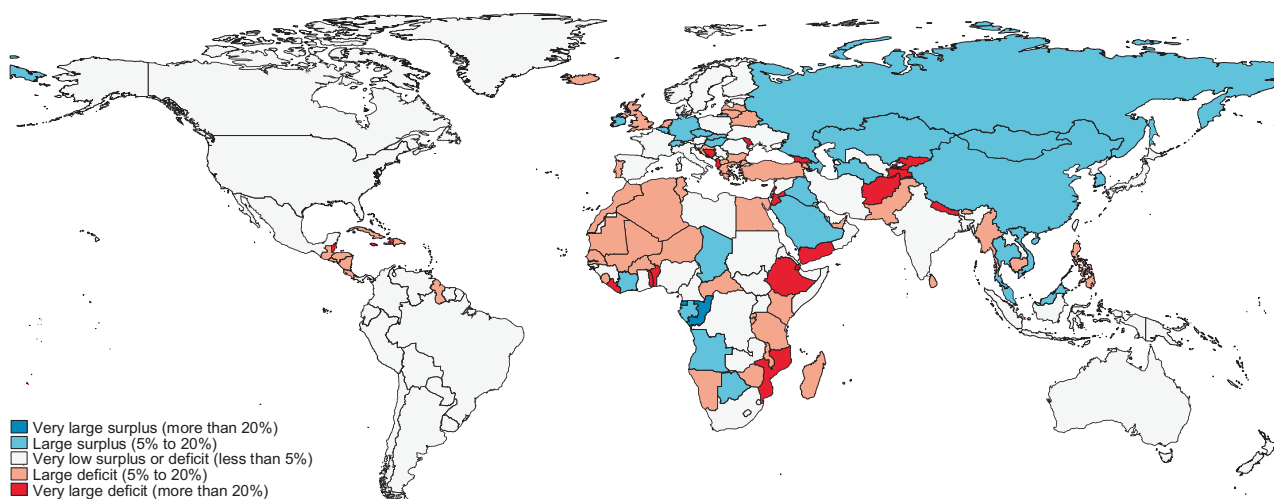 Very large surplus (more than 20%)
Large surplus (5% to 20%)
Very low surplus or deficit (less than 5%)
Large deficit (5% to 20%)
Very large deficit (more than 20%)